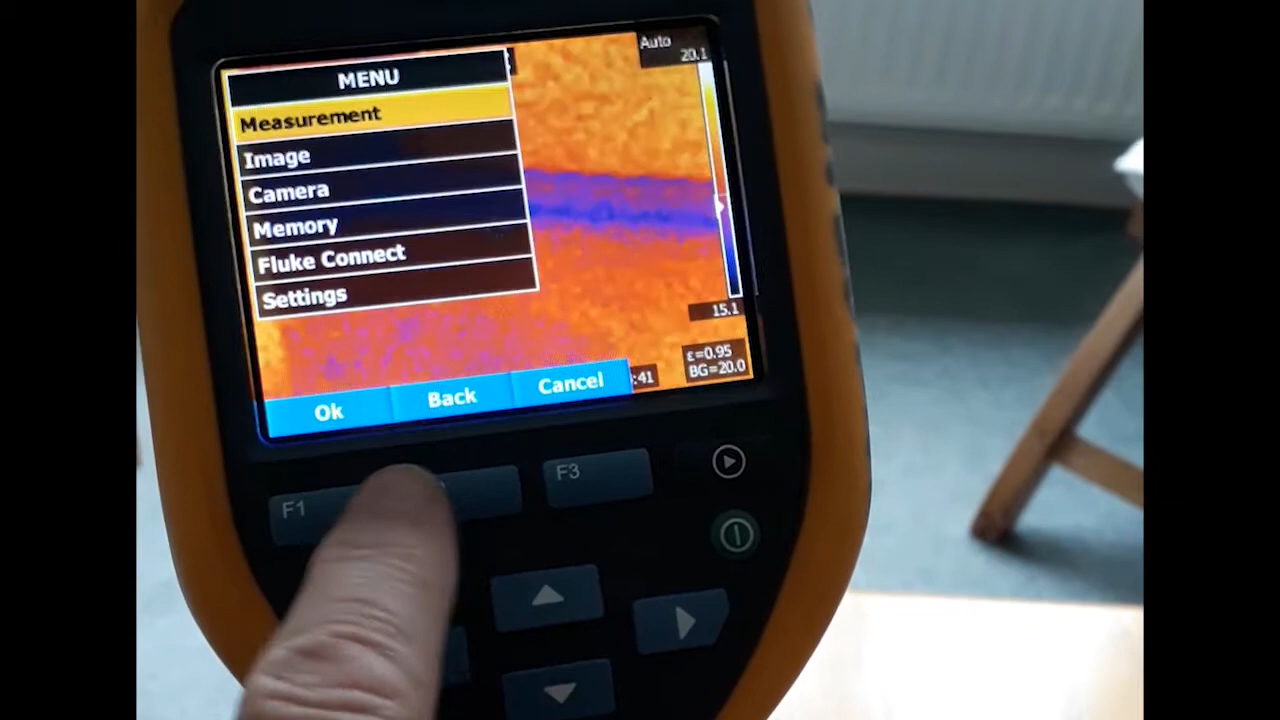 MENU
Measurement
Image
Camera
Memory
Fluke Connect
Settings
Auto
20.1
15.1
ε=0.95
BG=20.0
:41
Ok
Back
Cancel
F1
F3